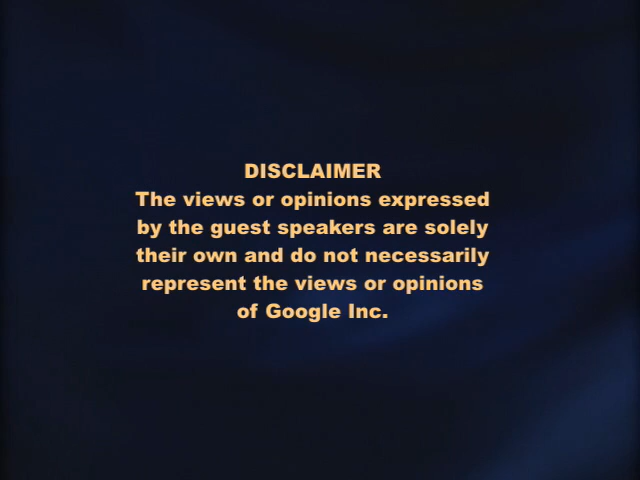 DISCLAIMER
The views or opinions expressed
by the guest speakers are solely
their own and do not necessarily
represent the views or opinions
of Google Inc.